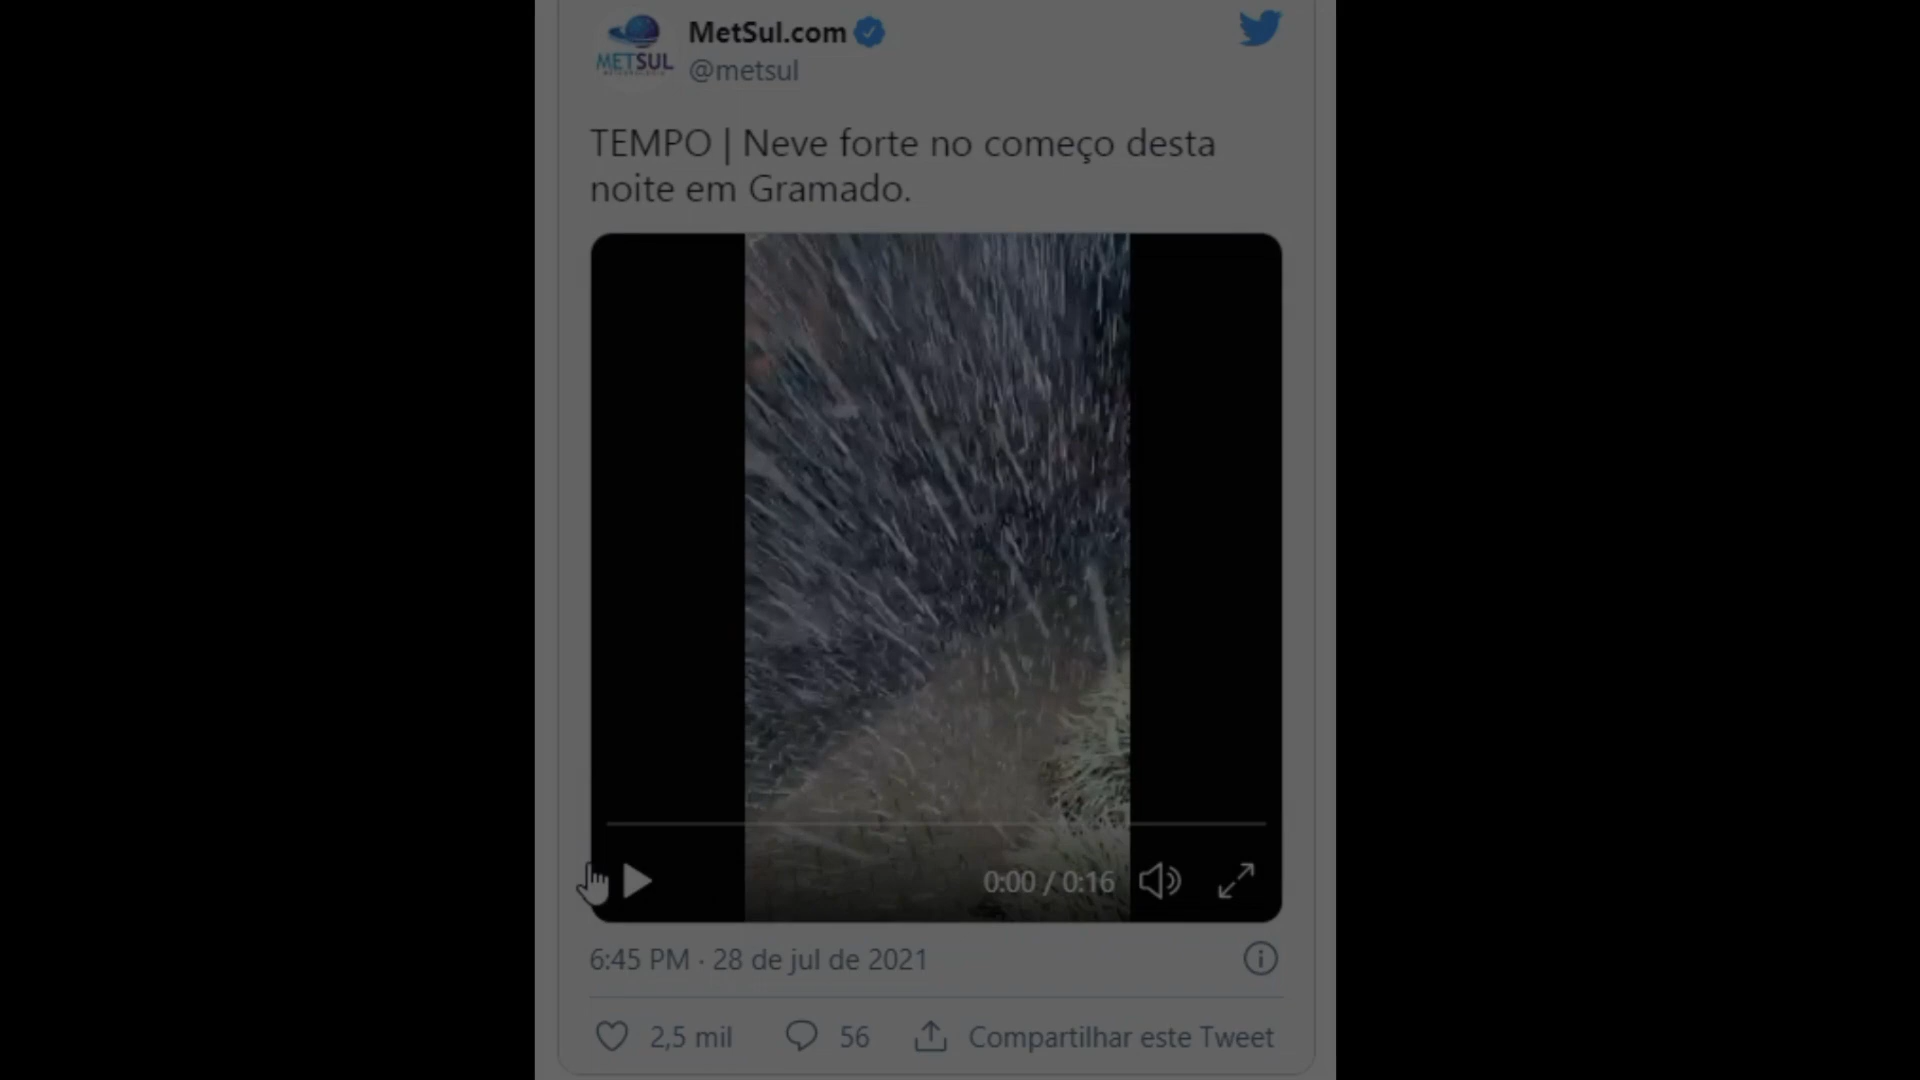 MetSul.com
METSUL
@metsul
TEMPO | Neve forte no começo desta
noite em Gramado.
0:00 / 0:16
6:45 PM · 28 de jul de 2021
2,5 mil
56
Compartilhar este Tweet